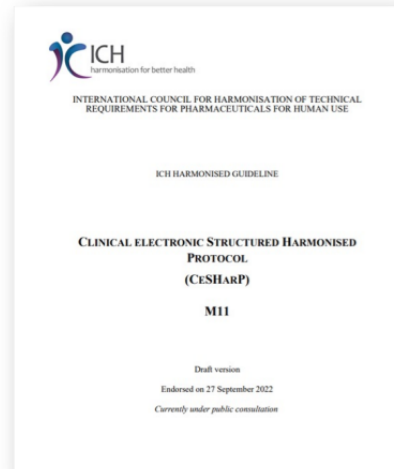 ICH
harmonisation for better health
INTERNATIONAL COUNCIL FOR HARMONISATION OF TECHNICAL
REQUIREMENTS FOR PHARMACEUTICALS FOR HUMAN USE
ICH HARMONISED GUIDELINE
CLINICAL ELECTRONIC STRUCTURED HARMONISED
PROTOCOL
(CESHARP)
M11
Draft version
Endorsed on 27 September 2022
Currently under public consultation